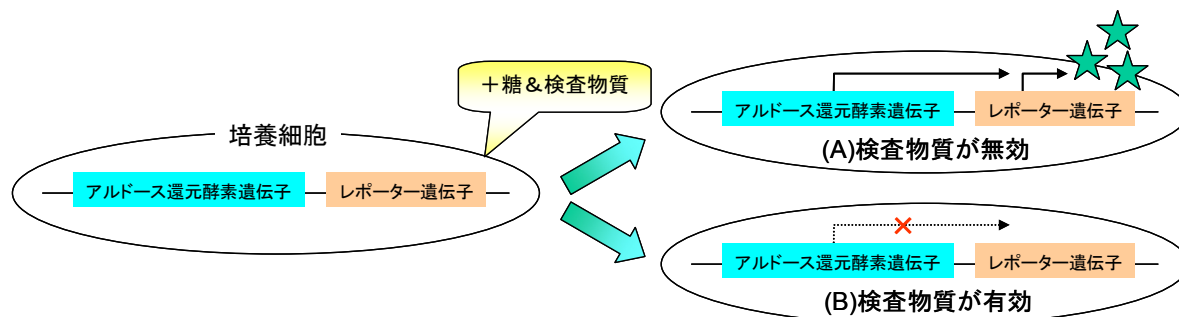 +糖&検査物質
培養細胞
アルドース還元酵素遺伝子
レポーター遺伝子
アルドース還元酵素遺伝子
レポーター遺伝子
(A)検査物質が無効
アルドース還元酵素遺伝子
レポーター遺伝子
(B)検査物質が有効